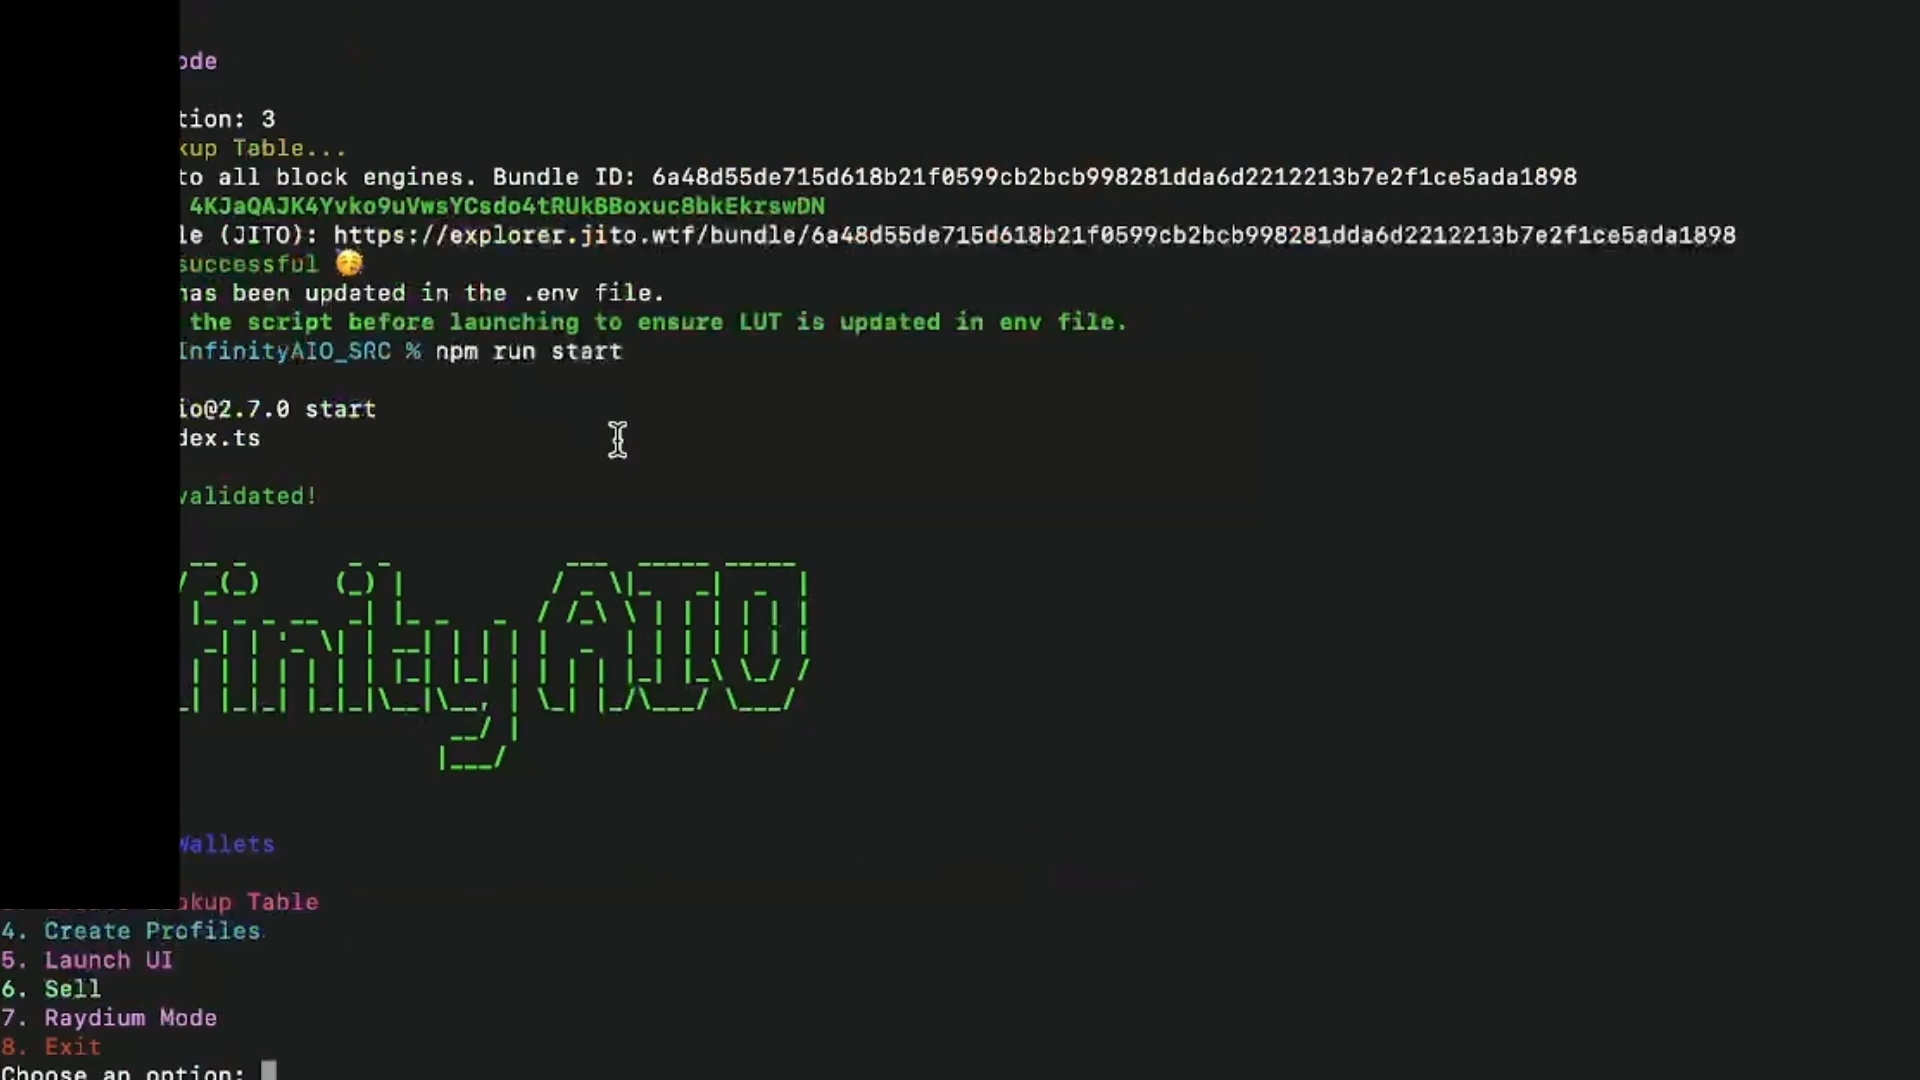 ode
tion: 3
kup Table...
to all block engines. Bundle ID: 6a48d55de715d618b21f0599cb2bcb998281dda6d2212213b7e2f1ce5ada1898
4KJaQAJK4Yvko9uVwsYCsdo4tRUkBBoxuc8bkEkrswDN
le (JITO): https://explorer.jito.wtf/bundle/6a48d55de715d618b21f0599cb2bcb998281dda6d2212213b7e2f1ce5ada1898
successful 🥳
has been updated in the .env file.
the script before launching to ensure LUT is updated in env file.
InfinityAIO_SRC % npm run start
io@2.7.0 start
dex.ts
validated!
finity AIO
Wallets
okup Table
4. Create Profiles
5. Launch UI
6. Sell
7. Raydium Mode
8. Exit
Choose an option: